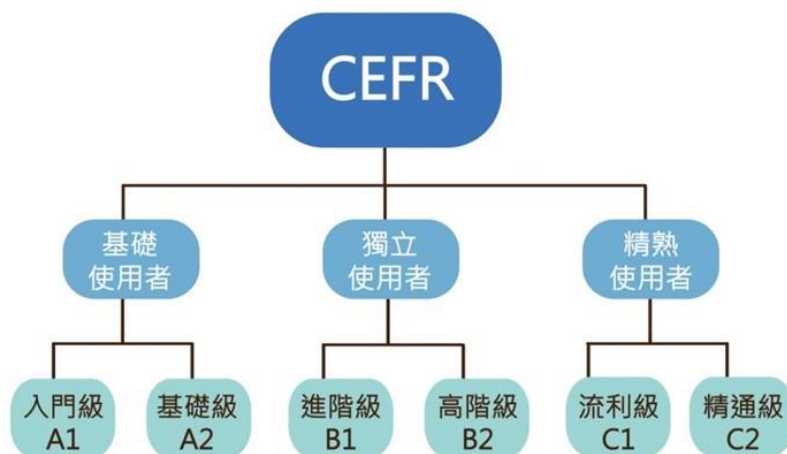 CEFR
基礎
使用者
獨立
使用者
精熟
使用者
入門級
A1
基礎級
A2
進階級
B1
高階級
B2
流利級
C1
精通級
C2